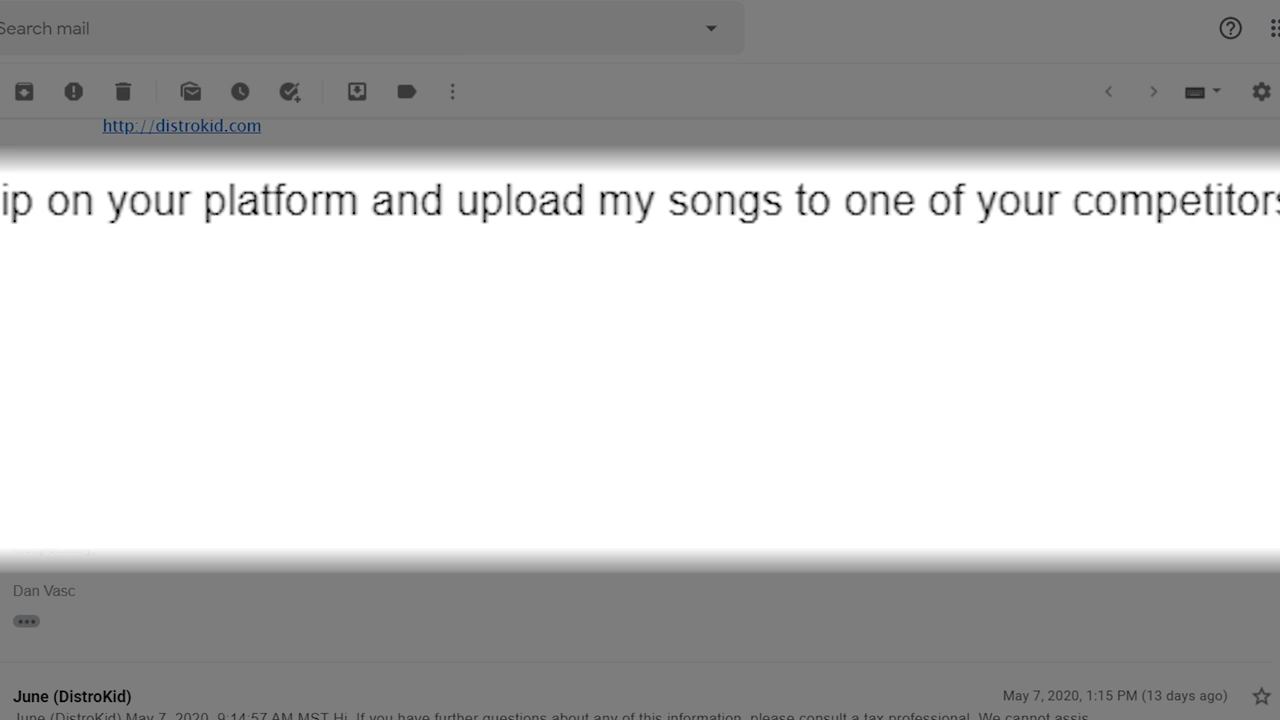 Search mail
http://distrokid.com
ip on your platform and upload my songs to one of your competitors
Dan Vasc
June (DistroKid)
May 7, 2020, 1:15 PM (13 days ago)
June (DistroKid) May 7, 2020, 9:14:57 AM MST Hi, If you have further questions about any of this information, please consult a tax professional. We cannot assis